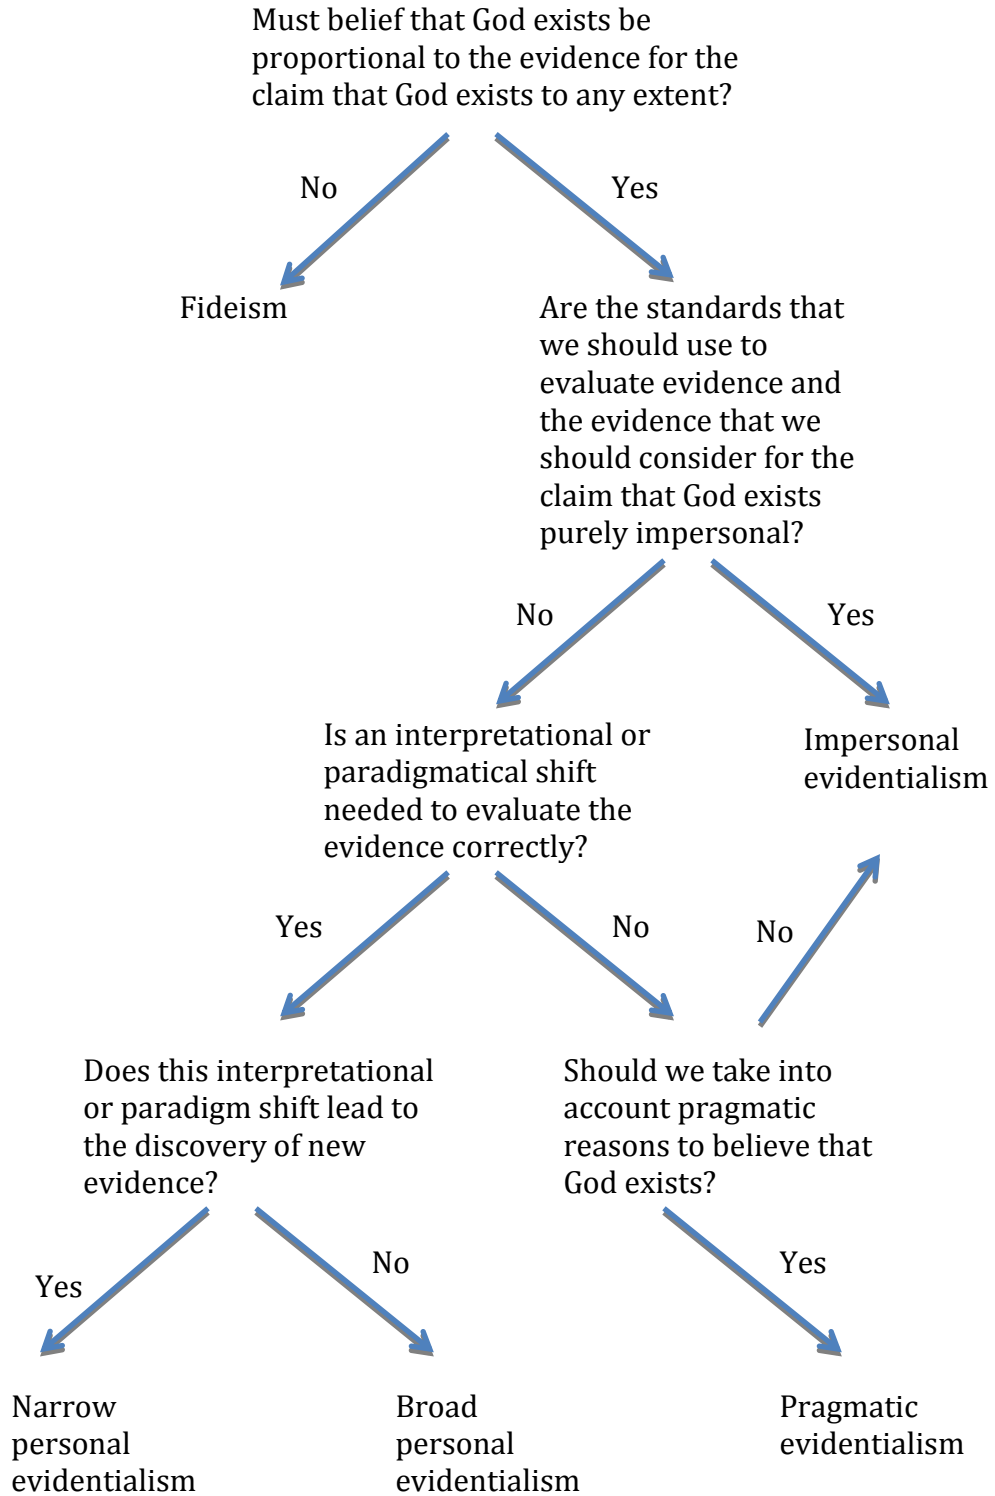 Must belief that God exists be
proportional to the evidence for the
claim that God exists to any extent?
No
Yes
Fideism
Are the standards that
we should use to
evaluate evidence and
the evidence that we
should consider for the
claim that God exists
purely impersonal?
No
Yes
Is an interpretational or
paradigmatical shift
needed to evaluate the
evidence correctly?
Impersonal
evidentialism
Yes
No
No
Does this interpretational
or paradigm shift lead to
the discovery of new
evidence?
Should we take into
account pragmatic
reasons to believe that
God exists?
Yes
No
Yes
Narrow
personal
evidentialism
Broad
personal
evidentialism
Pragmatic
evidentialism